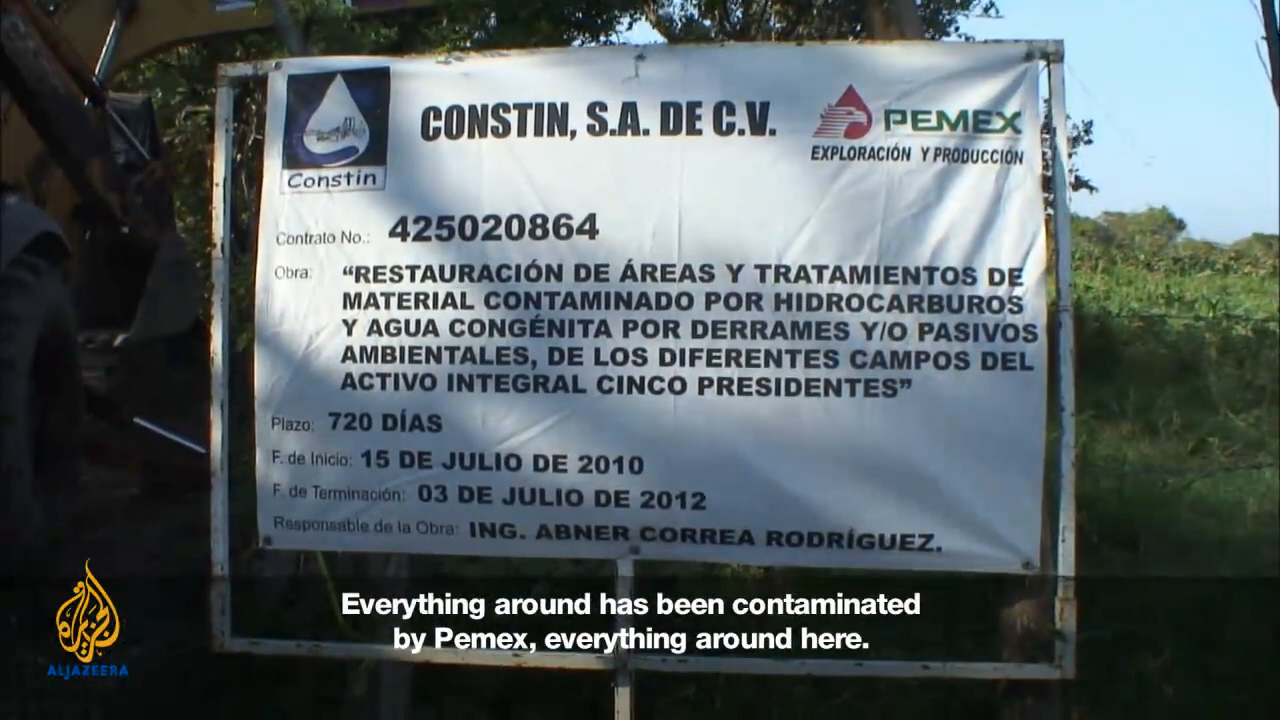 Constin
CONSTIN, S.A. DE C.V.
PEMEX
EXPLORACIÓN Y PRODUCCIÓN
Contrato No.: 425020864
Obra: “RESTAURACIÓN DE ÁREAS Y TRATAMIENTOS DE
MATERIAL CONTAMINADO POR HIDROCARBUROS
Y AGUA CONGÉNITA POR DERRAMES Y/O PASIVOS
AMBIENTALES, DE LOS DIFERENTES CAMPOS DEL
ACTIVO INTEGRAL CINCO PRESIDENTES”
Plazo: 720 DÍAS
F. de Inicio: 15 DE JULIO DE 2010
F. de Terminación: 03 DE JULIO DE 2012
Responsable de la Obra: ING. ABNER CORREA RODRÍGUEZ.
Everything around has been contaminated
by Pemex, everything around here.
ALJAZEERA